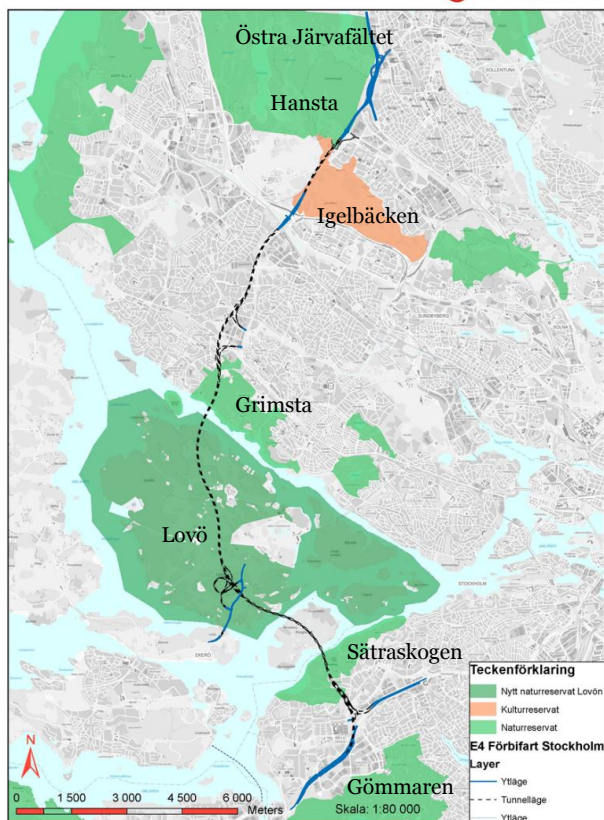 Östra Järvafältet
SOLLENTUNA
Hansta
Igelbäcken
SUNDBYBERG
SOLNA
Grimsta
Lovö
STOCKHOLM
Sätraskogen
EKERÖ
Teckenförklaring
Nytt naturreservat Lovön
Kulturreservat
Naturreservat
E4 Förbifart Stockholm
Layer
Ytläge
Tunnelläge
Ytläge
N
Gömmaren
0 1 500 3 000 4 500 6 000
Meters
Skala: 1:80 000